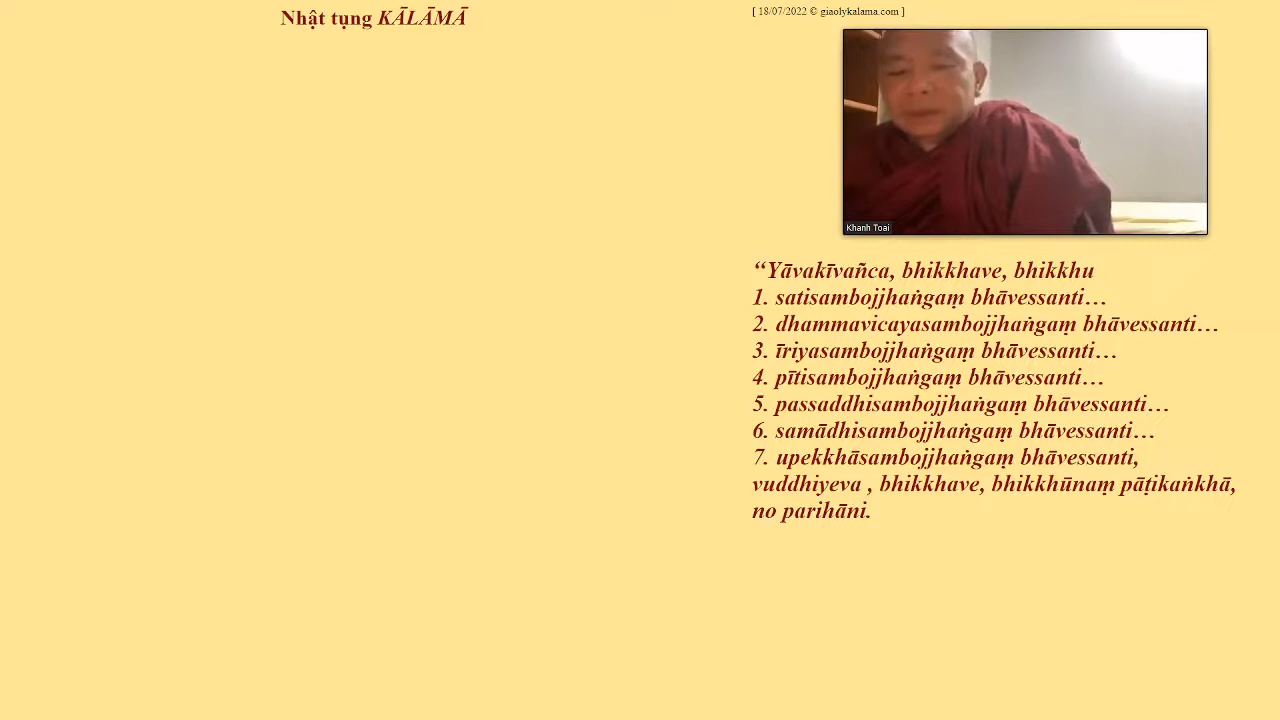 Nhật tụng KĀLĀMĀ
[ 18/07/2022 © giaolykalama.com ]
Khanh Toai
“Yāvakīvañca, bhikkhave, bhikkhu
1. satisambojjhaṅgaṃ bhāvessanti…
2. dhammavicayasambojjhaṅgaṃ bhāvessanti…
3. īriyasambojjhaṅgaṃ bhāvessanti…
4. pītisambojjhaṅgaṃ bhāvessanti…
5. passaddhisambojjhaṅgaṃ bhāvessanti…
6. samādhisambojjhaṅgaṃ bhāvessanti…
7. upekkhāsambojjhaṅgaṃ bhāvessanti,
vuddhiyeva , bhikkhave, bhikkhūnaṃ pāṭikaṅkhā,
no parihāni.